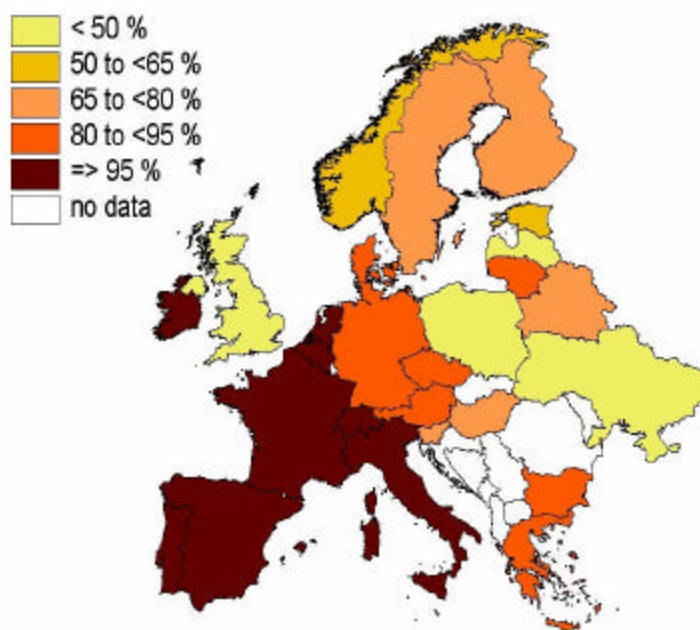 < 50 %
50 to <65 %
65 to <80 %
80 to <95 %
=> 95 %
no data